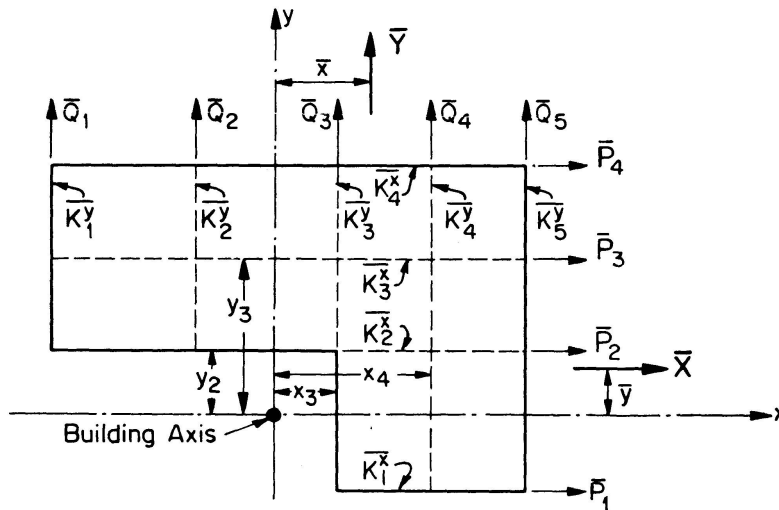 y
Ȳ
x̄
Q̄₁ Q̄₂ Q̄₃ Q̄₄ Q̄₅
P̄₄
K̄₄ˣ
K̄₁ʸ K̄₂ʸ K̄₃ʸ K̄₄ʸ K̄₅ʸ
P̄₃
y₃
K̄₃ˣ
K̄₂ˣ
P̄₂
X̄
y₂
x₄
x₃
ȳ
x
Building Axis
K̄₁ˣ
P̄₁